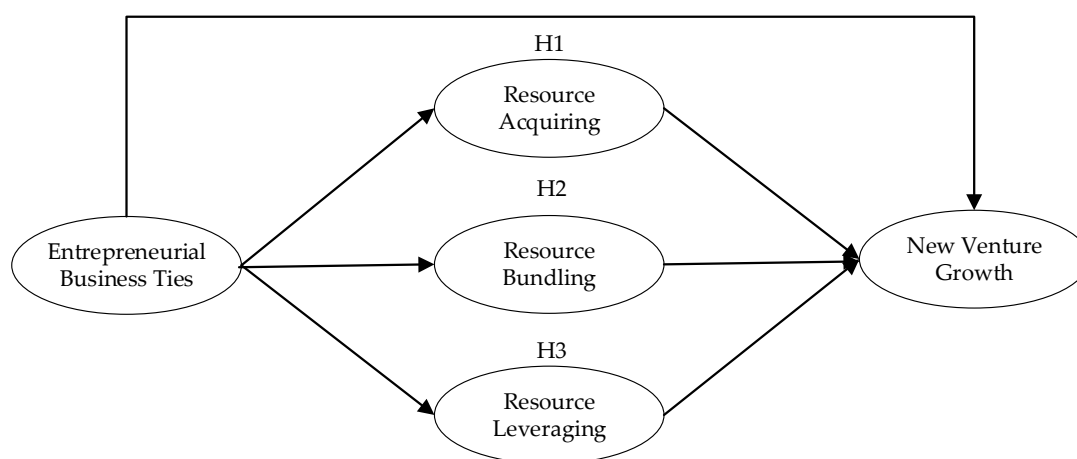 H1
Resource
Acquiring
H2
Entrepreneurial
Business Ties
Resource
Bundling
New Venture
Growth
H3
Resource
Leveraging